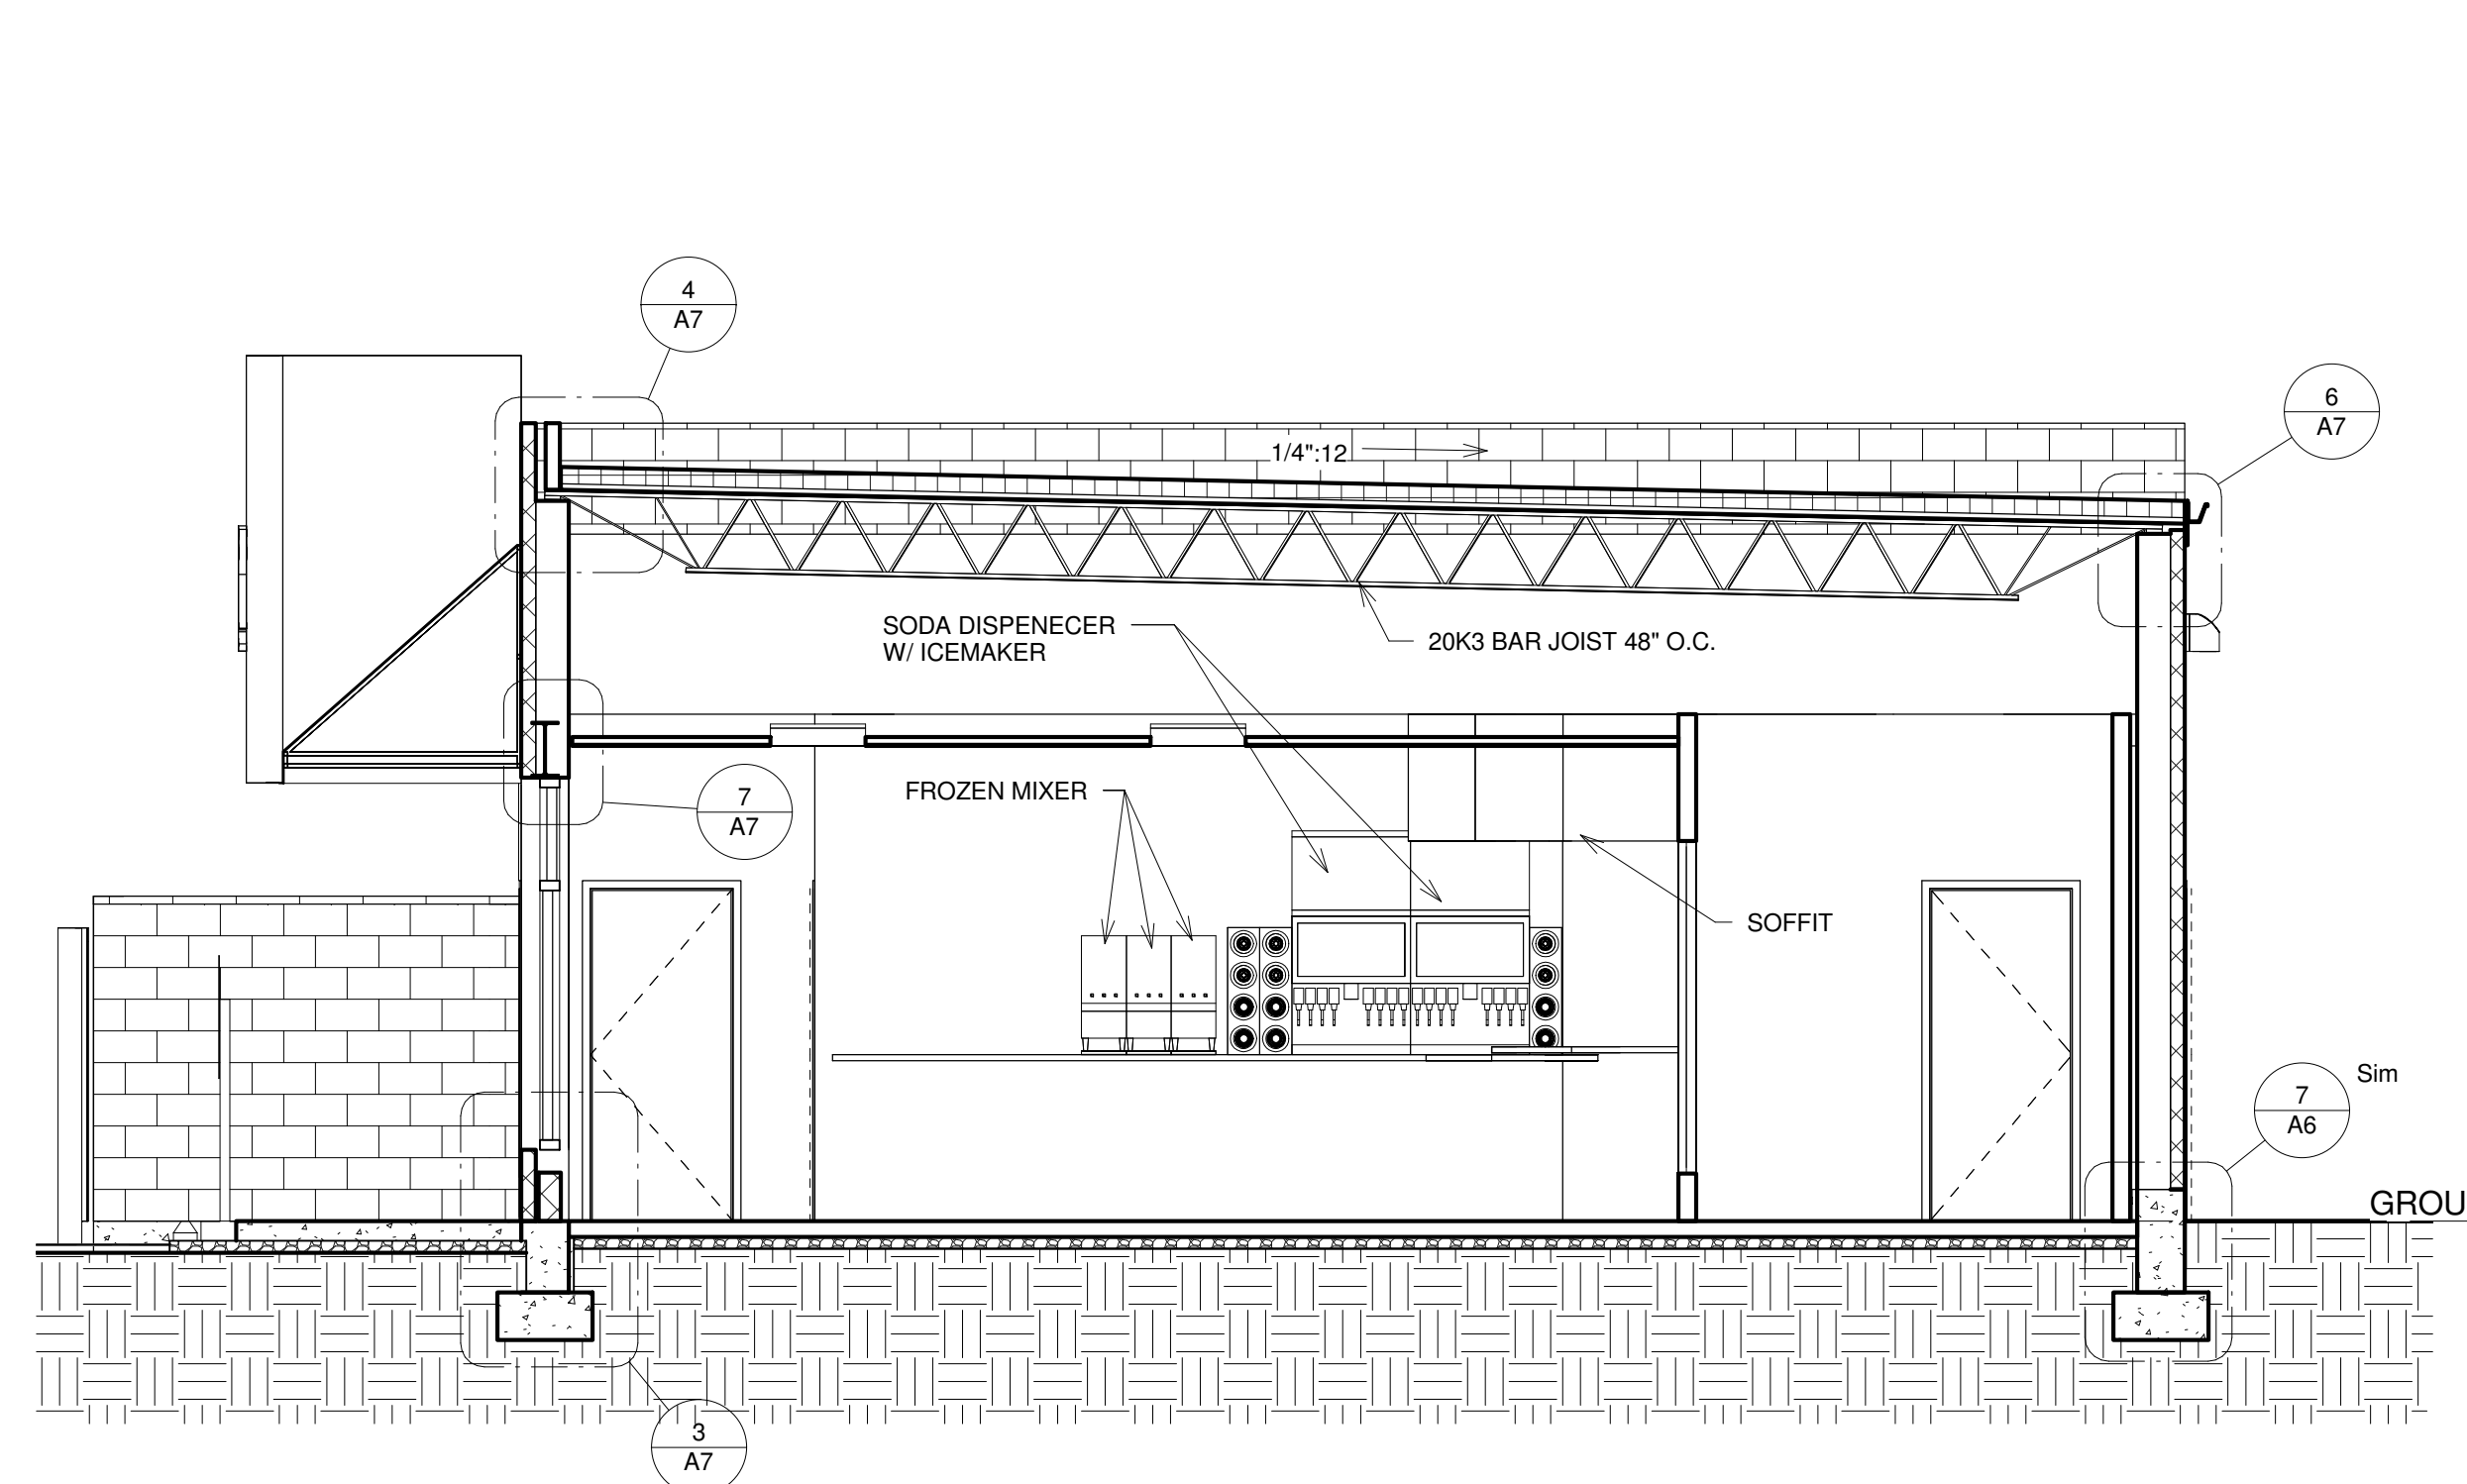 4
A7
6
A7
1/4":12
SODA DISPENECER
W/ ICEMAKER
20K3 BAR JOIST 48" O.C.
7
A7
FROZEN MIXER
SOFFIT
Sim
7
A6
GROU
3
A7